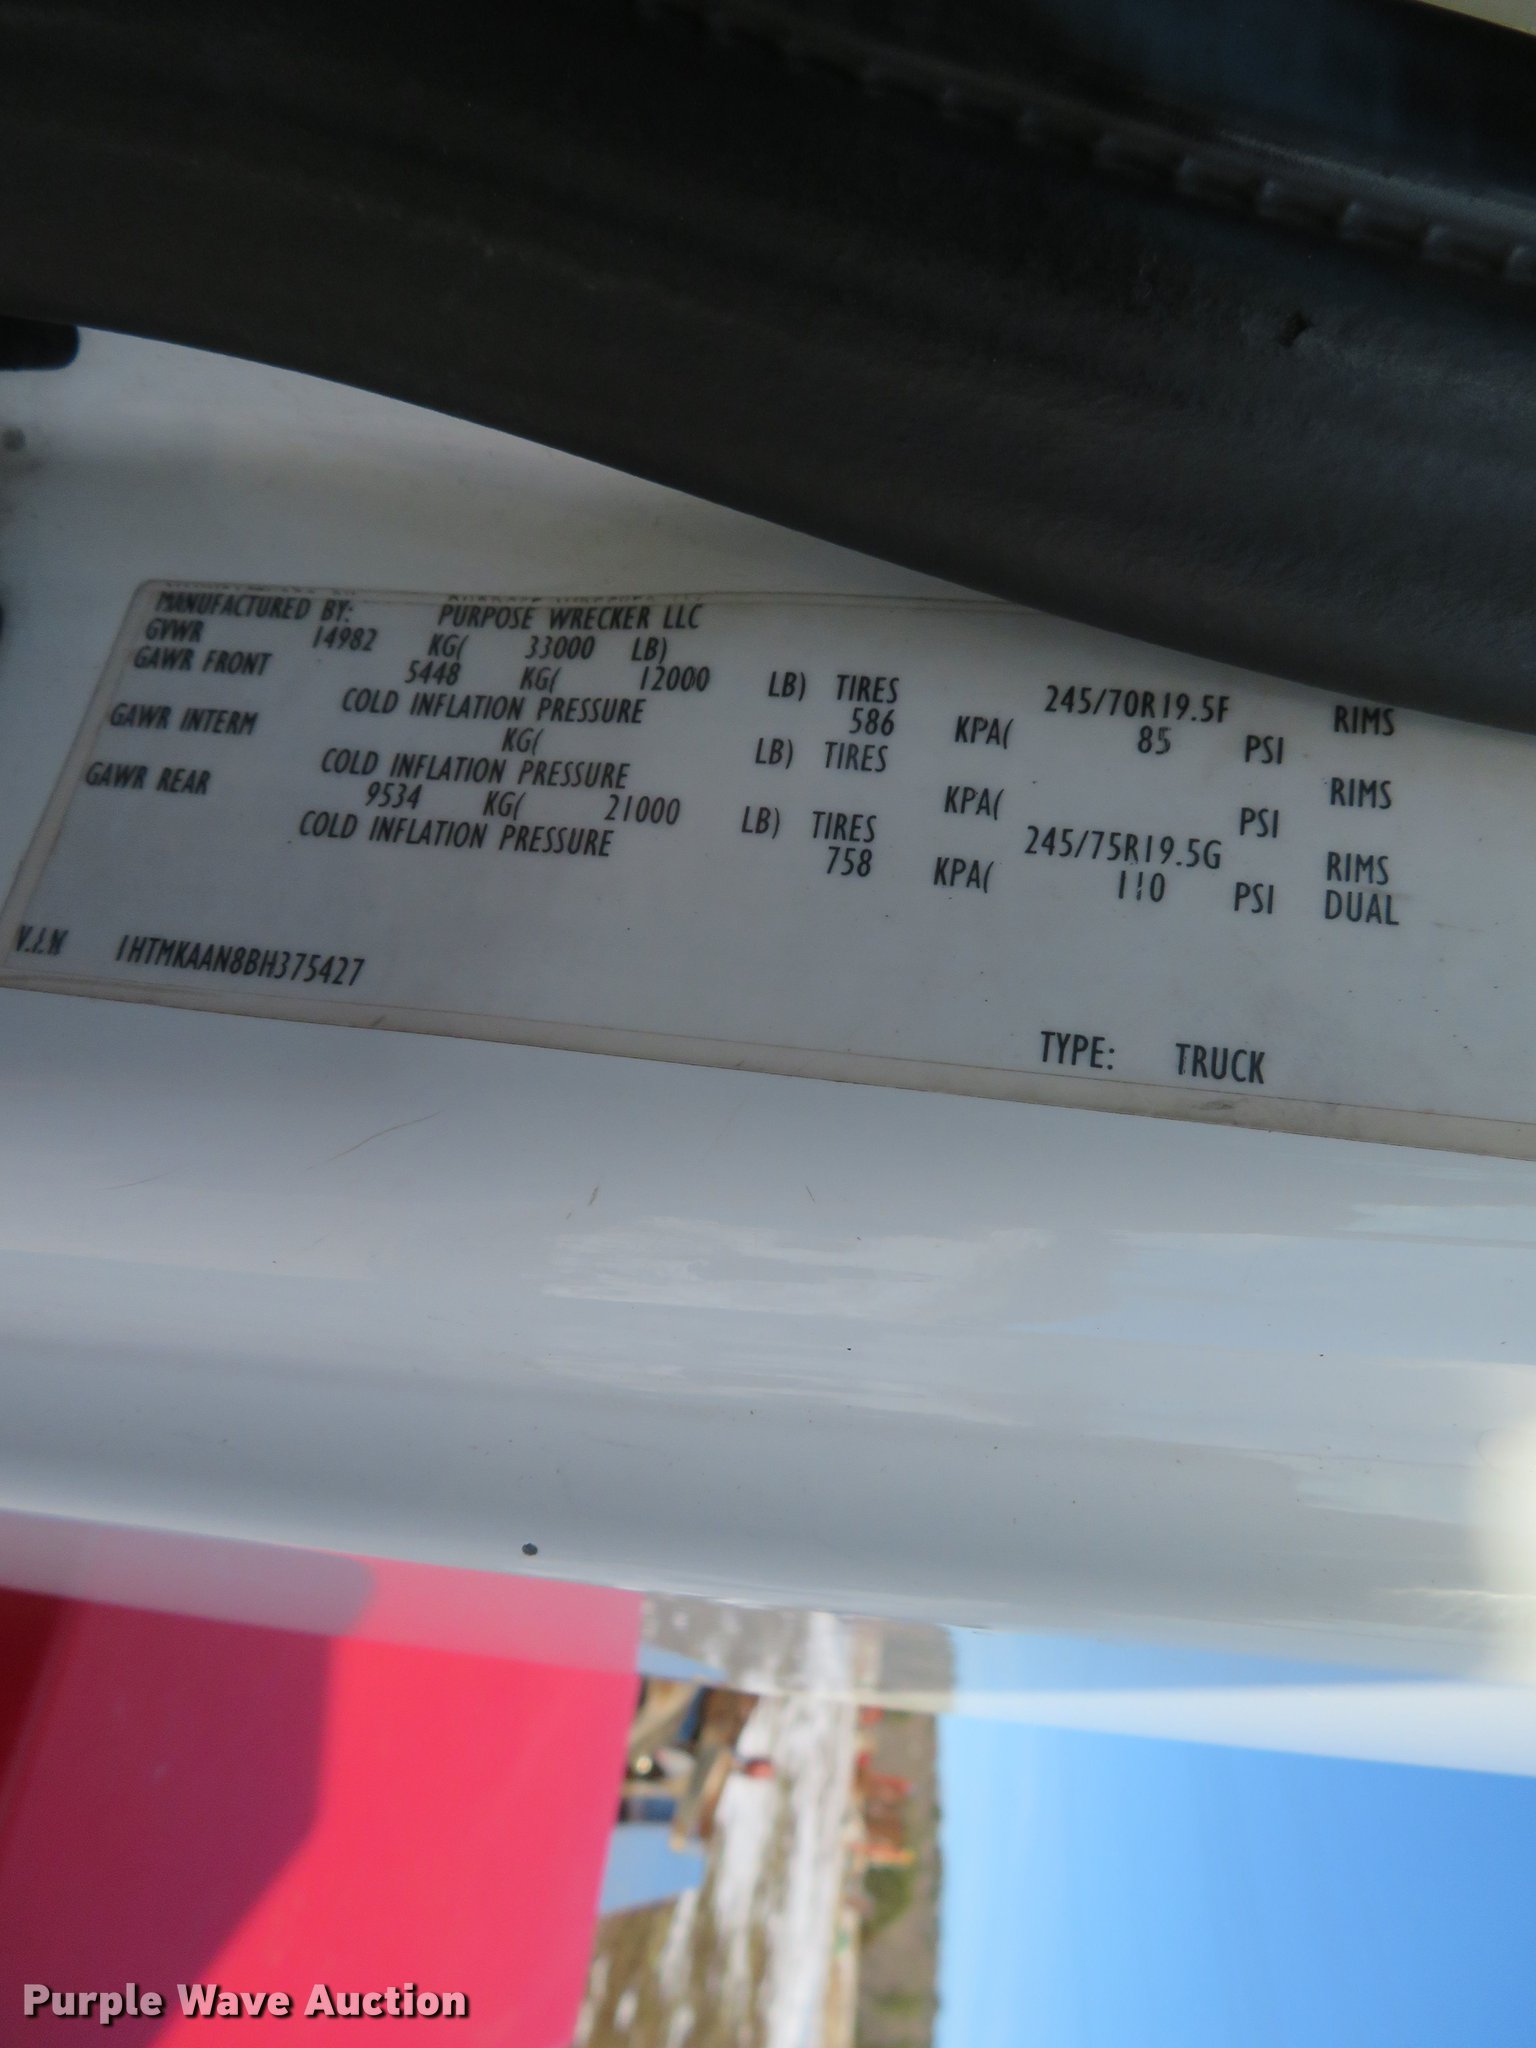 MANUFACTURED BY: PURPOSE WRECKER LLC
GVWR 14982 KG( 33000 LB)
GAWR FRONT 5448 KG( 12000 LB) TIRES 245/70R19.5F RIMS
COLD INFLATION PRESSURE 586 KPA( 85 PSI
GAWR INTERM KG( LB) TIRES RIMS
COLD INFLATION PRESSURE KPA( PSI
GAWR REAR 9534 KG( 21000 LB) TIRES 245/75R19.5G RIMS
COLD INFLATION PRESSURE 758 KPA( 110 PSI DUAL
V.I.N 1HTMKAAN8BH375427
TYPE: TRUCK
Purple Wave Auction